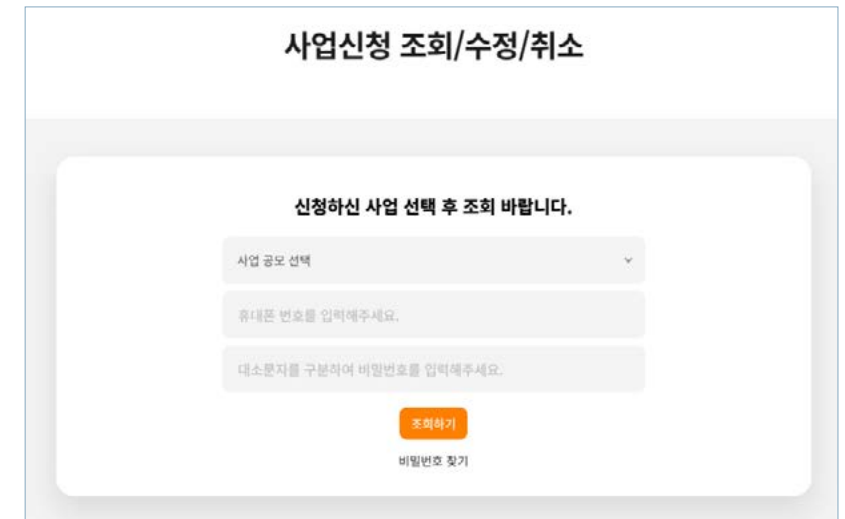 사업신청 조회/수정/취소
신청하신 사업 선택 후 조회 바랍니다.
사업 공모 선택
휴대폰 번호를 입력해주세요.
대소문자를 구분하여 비밀번호를 입력해주세요.
조회하기
비밀번호 찾기